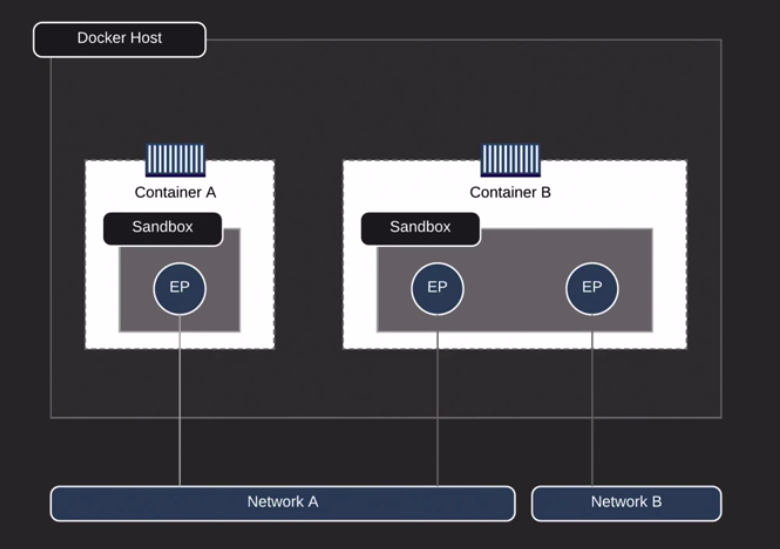 Docker Host
Container A
Container B
Sandbox
Sandbox
EP
EP
EP
Network A
Network B